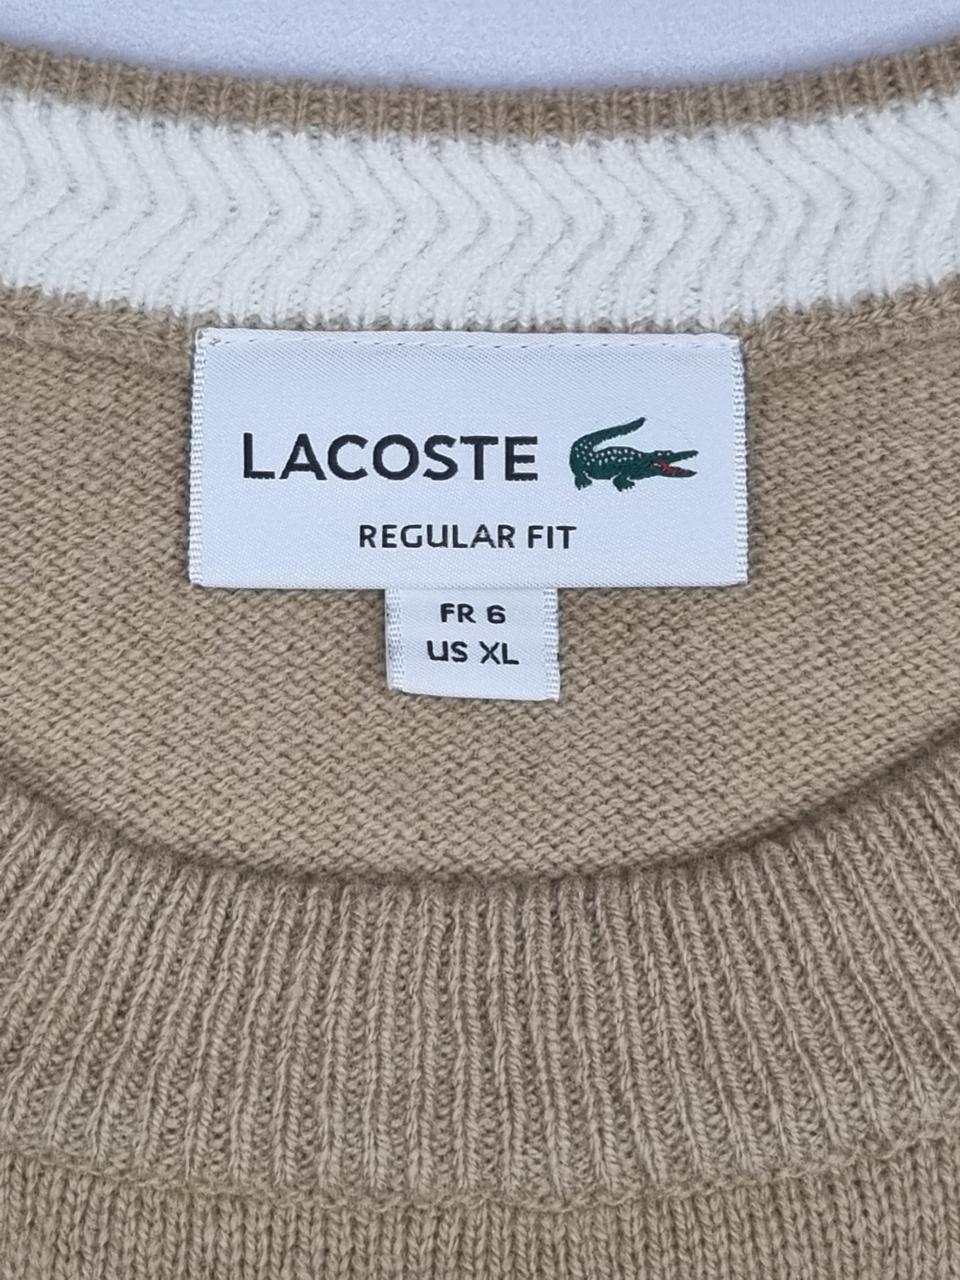 LACOSTE
REGULAR FIT
FR 6
US XL